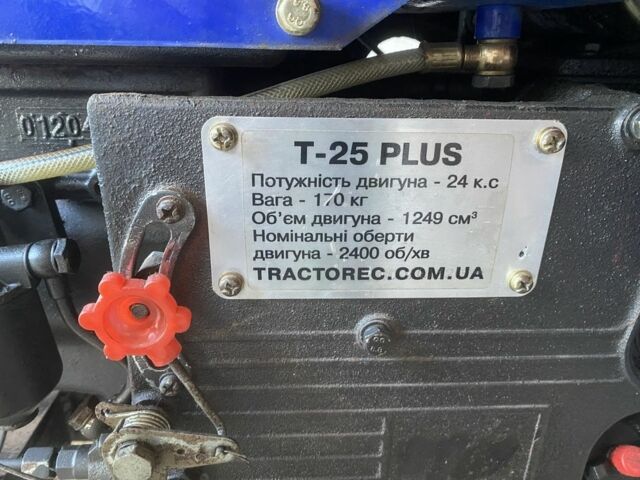 0120
T-25 PLUS
Потужність двигуна - 24 к.с
Вага - 170 кг
Об'єм двигуна - 1249 см³
Номінальні оберти
двигуна - 2400 об/хв
TRACTOREC.COM.UA